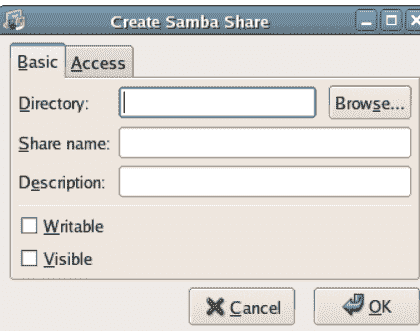 Create Samba Share
Basic Access
Directory: Browse...
Share name:
Description:
Writable
Visible
Cancel OK